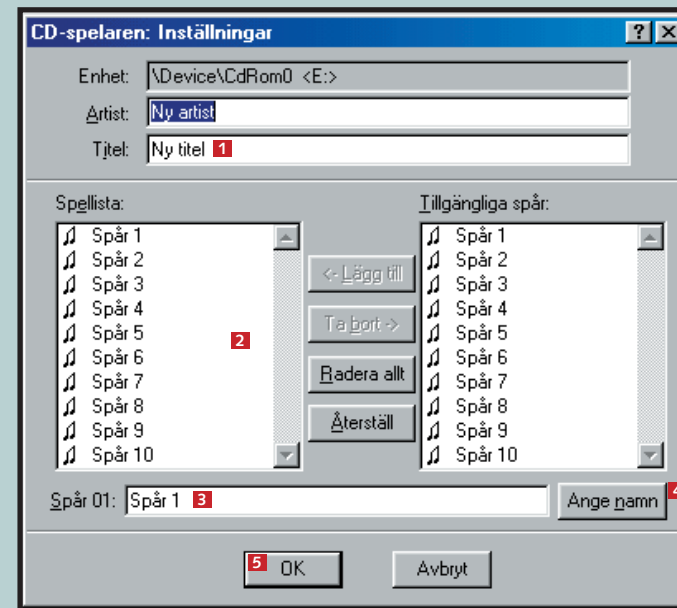 CD-spelaren: Inställningar
Enhet: \Device\CdRom0 <E:>
Artist: Ny artist
Titel: Ny titel 1
Spellista:
Spår 1
Spår 2
Spår 3
Spår 4
Spår 5
Spår 6
Spår 7
Spår 8
Spår 9
Spår 10
2
<- Lägg till
Ta bort ->
Radera allt
Återställ
Tillgängliga spår:
Spår 1
Spår 2
Spår 3
Spår 4
Spår 5
Spår 6
Spår 7
Spår 8
Spår 9
Spår 10
Spår 01: Spår 1 3
Ange namn 4
5 OK
Avbryt